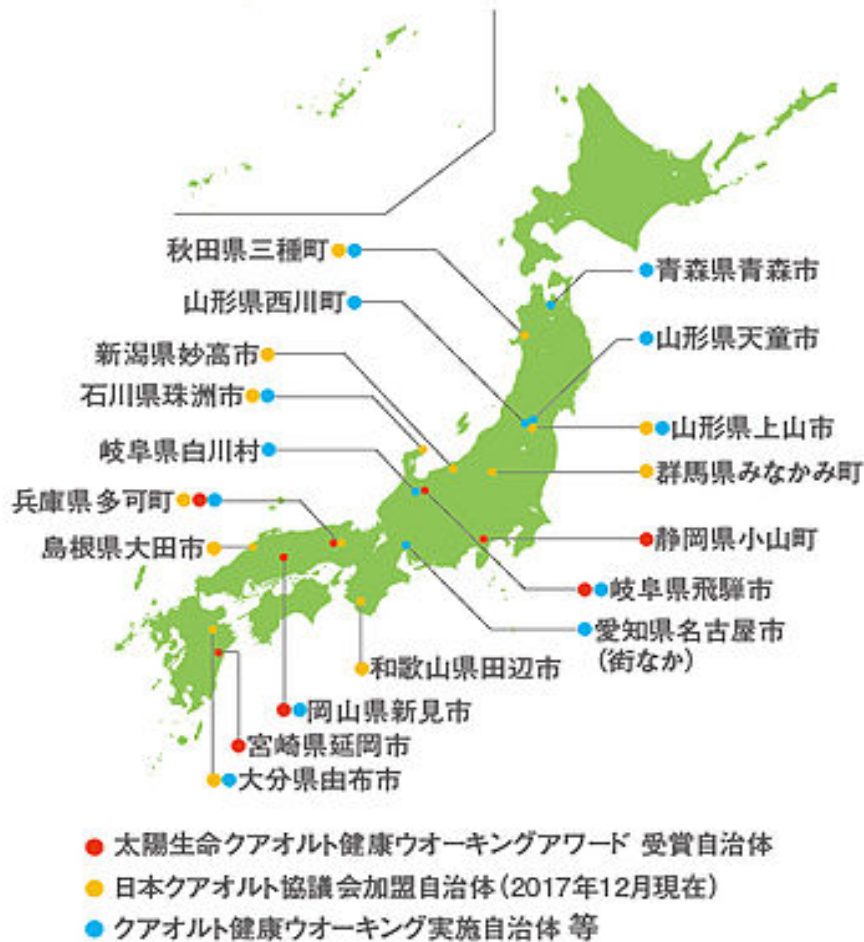 秋田県三種町
青森県青森市
山形県西川町
山形県天童市
新潟県妙高市
石川県珠洲市
山形県上山市
岐阜県白川村
群馬県みなかみ町
兵庫県多可町
静岡県小山町
島根県大田市
岐阜県飛騨市
愛知県名古屋市
(街なか)
和歌山県田辺市
岡山県新見市
宮崎県延岡市
大分県由布市
太陽生命クアオルト健康ウオーキングアワード 受賞自治体
日本クアオルト協議会加盟自治体(2017年12月現在)
クアオルト健康ウオーキング実施自治体 等